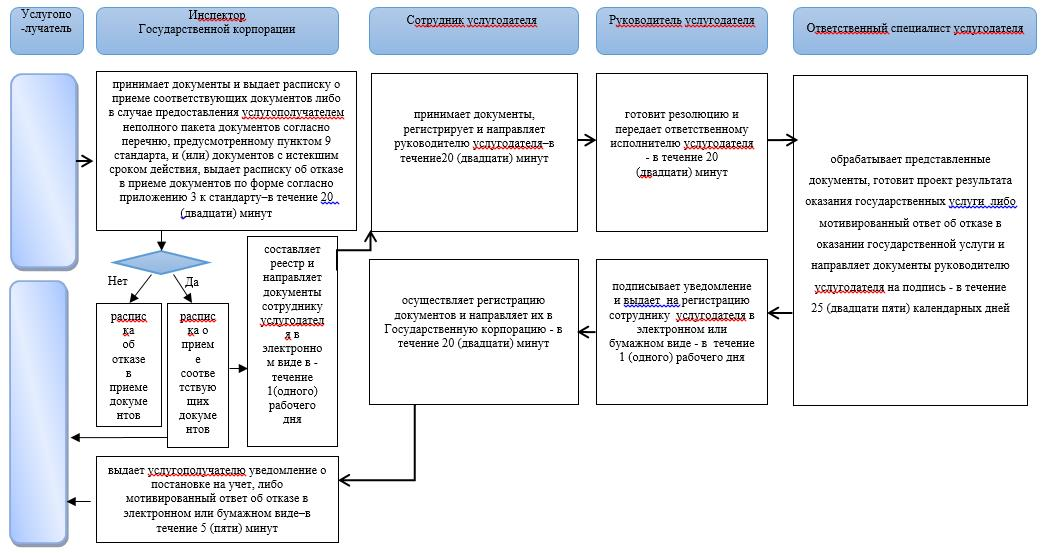 Услугопо
-лучатель
Инспектор
Государственной корпорации
Сотрудник услугодателя
Руководитель услугодателя
Ответственный специалист услугодателя
принимает документы и выдает расписку о
приеме соответствующих документов либо
в случае предоставления услугополучателем
неполного пакета документов согласно
перечню, предусмотренному пунктом 9
стандарта, и (или) документов с истекшим
сроком действия, выдает расписку об отказе
в приеме документов по форме согласно
приложению 3 к стандарту–в течение 20
(двадцати) минут
принимает документы,
регистрирует и направляет
руководителю услугодателя–в
течение20 (двадцати) минут
готовит резолюцию и
передает ответственному
исполнителю услугодателя
- в течение 20
(двадцати) минут
обрабатывает представленные
документы, готовит проект результата
оказания государственных услуги либо
мотивированный ответ об отказе в
оказании государственной услуги и
направляет документы руководителю
услугодателя на подпись - в течение
25 (двадцати пяти) календарных дней
Нет
Да
распис
ка
об
отказе
в
приеме
докуме
нтов
распис
ка о
прием
е
соотве
тствую
щих
докуме
нтов
составляет
реестр и
направляет
документы
сотруднику
услугодател
я в
электронно
м виде в -
течение
1(одного)
рабочего
дня
осуществляет регистрацию
документов и направляет их в
Государственную корпорацию - в
течение 20 (двадцати) минут
подписывает уведомление
и выдает на регистрацию
сотруднику услугодателя в
электронном или
бумажном виде - в течение
1 (одного) рабочего дня
выдает услугополучателю уведомление о
постановке на учет, либо
мотивированный ответ об отказе в
электронном или бумажном виде–в
течение 5 (пяти) минут